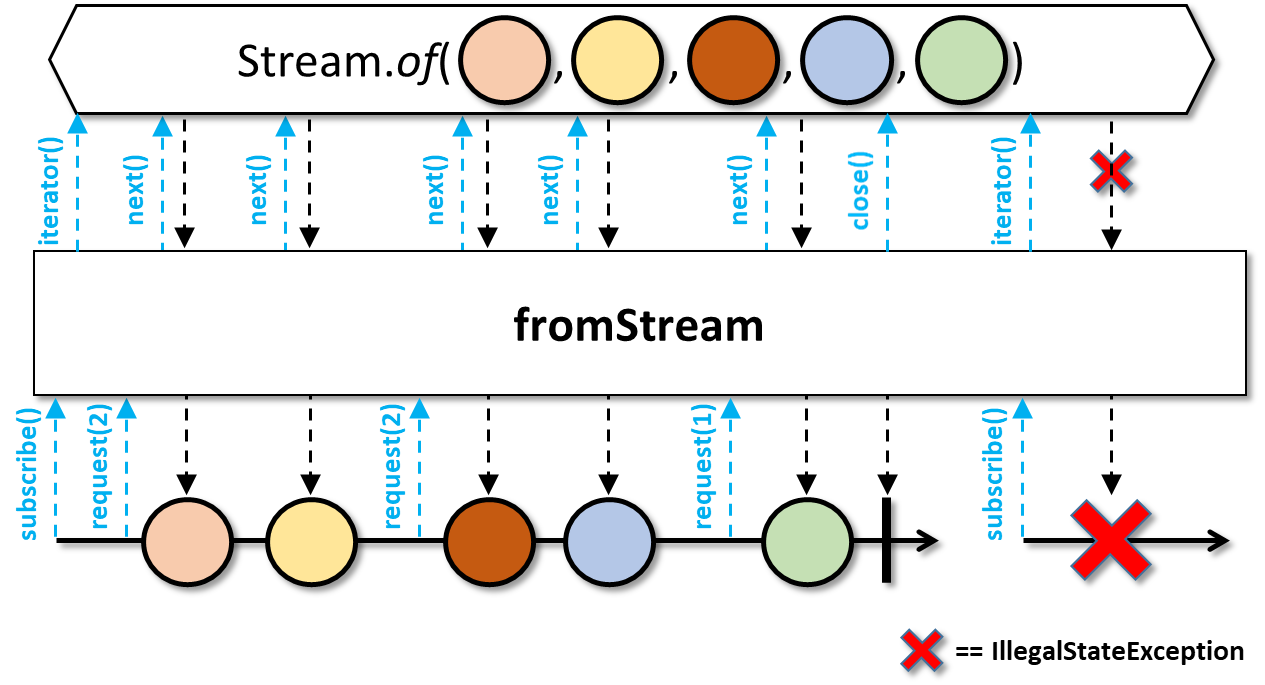 Stream.of( , , , , )
iterator()
next()
next()
next()
next()
next()
close()
iterator()
fromStream
subscribe()
request(2)
request(2)
request(1)
subscribe()
== IllegalStateException